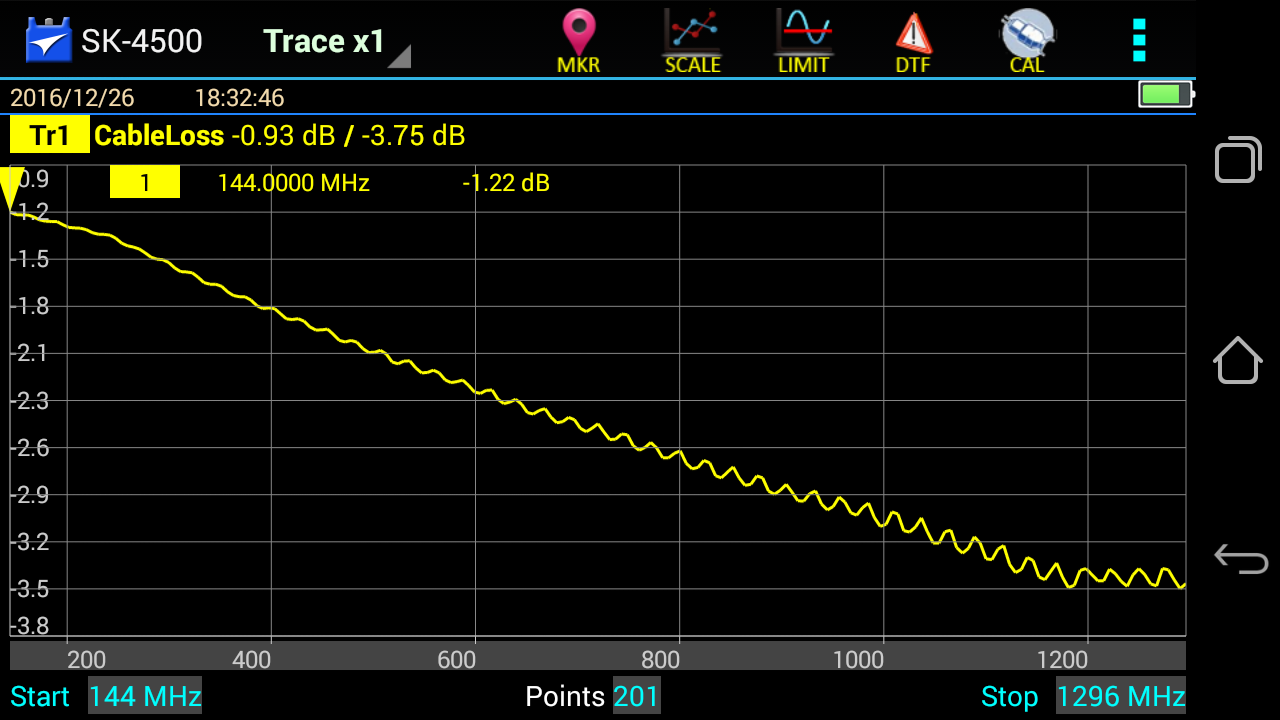 SK-4500 Trace x1
MKR SCALE LIMIT DTF CAL
2016/12/26 18:32:46
Tr1 CableLoss -0.93 dB / -3.75 dB
1 144.0000 MHz -1.22 dB
-0.9
-1.2
-1.5
-1.8
-2.1
-2.3
-2.6
-2.9
-3.2
-3.5
-3.8
200 400 600 800 1000 1200
Start 144 MHz Points 201 Stop 1296 MHz